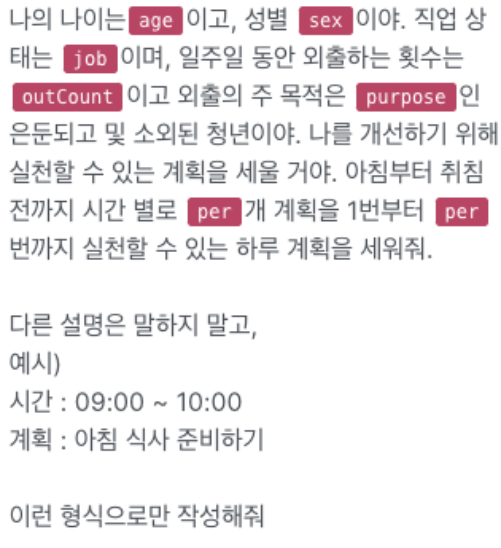 나의 나이는 age 이고, 성별 sex 이야. 직업 상
태는 job 이며, 일주일 동안 외출하는 횟수는
outCount 이고 외출의 주 목적은 purpose 인
은둔되고 및 소외된 청년이야. 나를 개선하기 위해
실천할 수 있는 계획을 세울 거야. 아침부터 취침
전까지 시간 별로 per 개 계획을 1번부터 per
번까지 실천할 수 있는 하루 계획을 세워줘.
다른 설명은 말하지 말고,
예시)
시간 : 09:00 ~ 10:00
계획 : 아침 식사 준비하기
이런 형식으로만 작성해줘